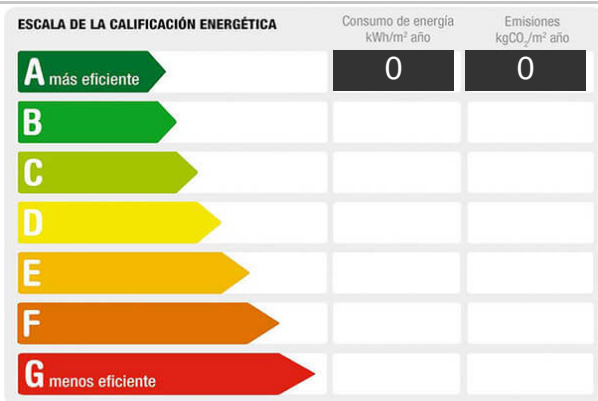 ESCALA DE LA CALIFICACIÓN ENERGÉTICA
Consumo de energía
kWh/m² año
Emisiones
kgCO₂/m² año
A más eficiente
0
0
B
C
D
E
F
G menos eficiente